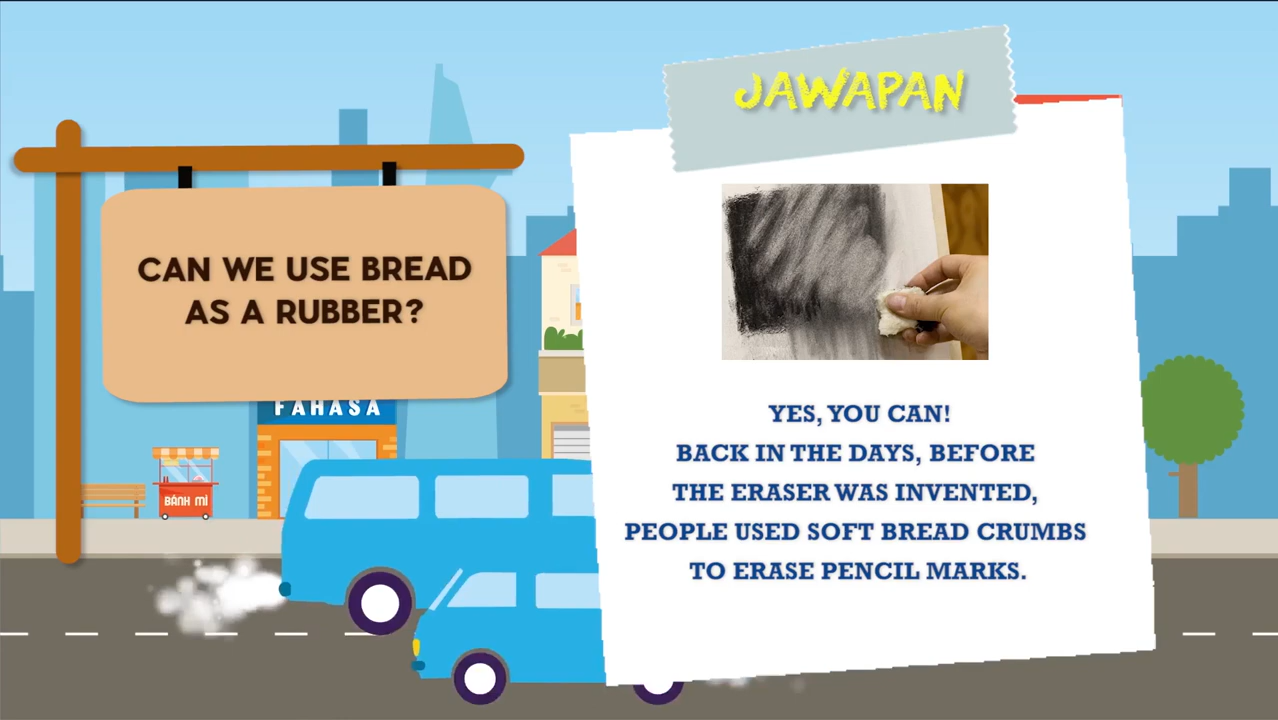 CAN WE USE BREAD
AS A RUBBER?
FAHASA
BÁNH MÌ
JAWAPAN
YES, YOU CAN!
BACK IN THE DAYS, BEFORE
THE ERASER WAS INVENTED,
PEOPLE USED SOFT BREAD CRUMBS
TO ERASE PENCIL MARKS.